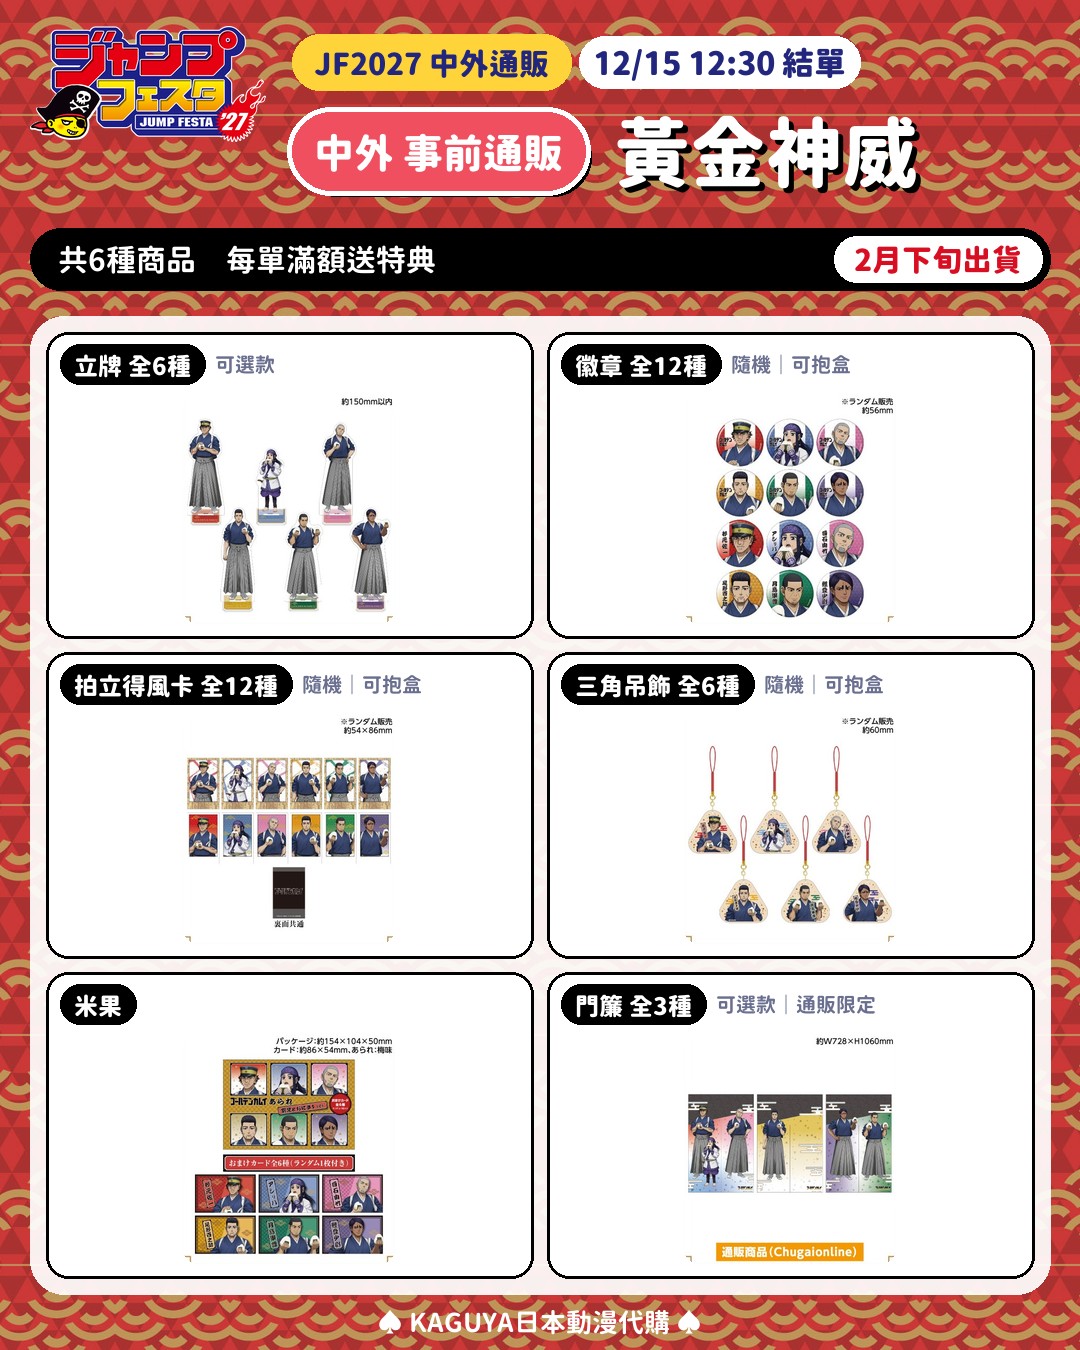 ジャンプ
フェスタ
JUMP FESTA '27
JF2027 中外通販
12/15 12:30 結單
中外 事前通販
黃金神威
共6種商品 每單滿額送特典
2月下旬出貨
立牌 全6種
可選款
約150mm以内
徽章 全12種
隨機｜可抱盒
※ランダム販売
約56mm
拍立得風卡 全12種
隨機｜可抱盒
※ランダム販売
約54×86mm
裏面共通
三角吊飾 全6種
隨機｜可抱盒
※ランダム販売
約60mm
米果
パッケージ:約154×104×50mm
カード:約86×54mm、あられ:梅味
ゴールデンカムイ あられ
おまけカード全6種(ランダム1枚付き)
門簾 全3種
可選款｜通販限定
約W728×H1060mm
通販商品(Chugaionline)
♠ KAGUYA日本動漫代購 ♠